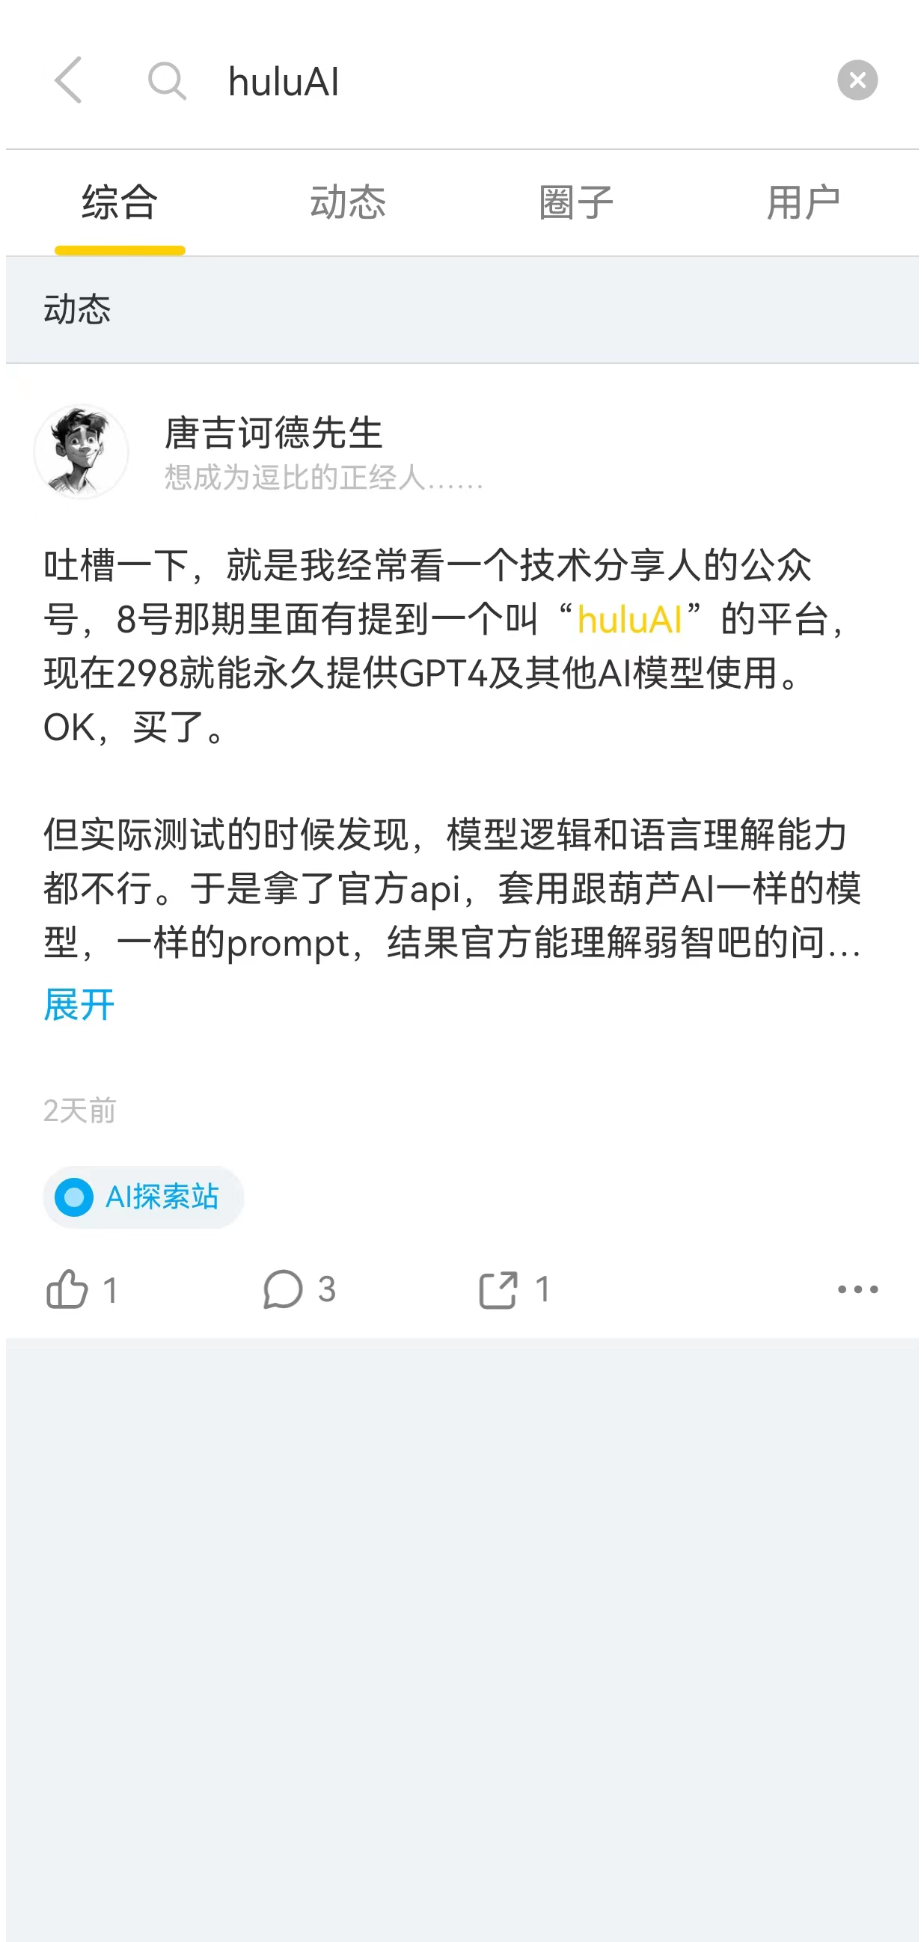 huluAI
综合 动态 圈子 用户
动态
唐吉诃德先生
想成为逗比的正经人……
吐槽一下，就是我经常看一个技术分享人的公众
号，8号那期里面有提到一个叫“huluAI”的平台，
现在298就能永久提供GPT4及其他AI模型使用。
OK，买了。
但实际测试的时候发现，模型逻辑和语言理解能力
都不行。于是拿了官方api，套用跟葫芦AI一样的模
型，一样的prompt，结果官方能理解弱智吧的问...
展开
2天前
AI探索站
1 3 1